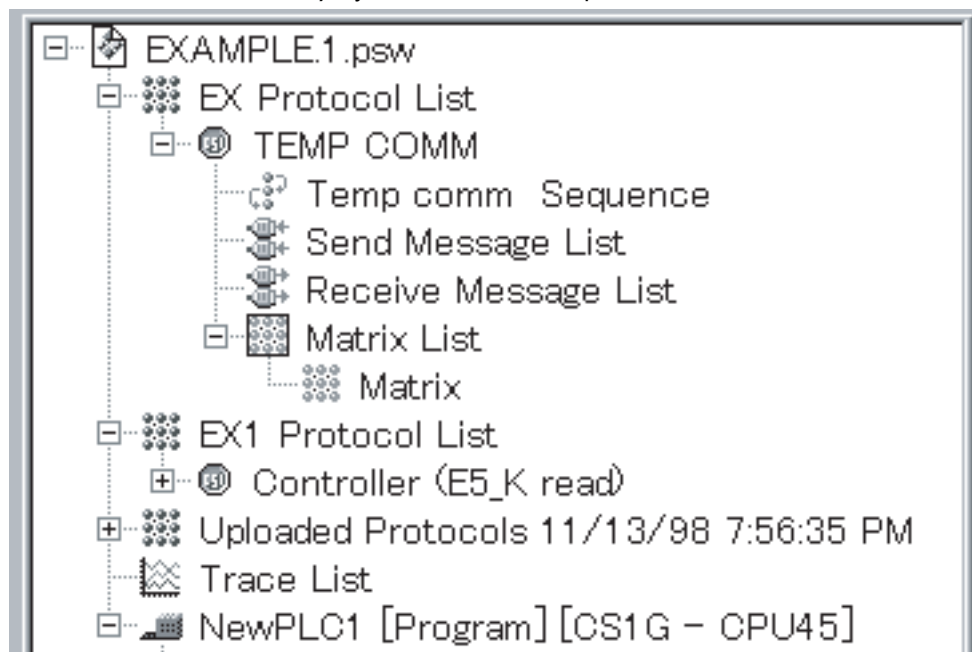 EXAMPLE.1.psw
EX Protocol List
TEMP COMM
Temp comm Sequence
Send Message List
Receive Message List
Matrix List
Matrix
EX1 Protocol List
Controller (E5_K read)
Uploaded Protocols 11/13/98 7:56:35 PM
Trace List
NewPLC1 [Program] [CS1G - CPU45]